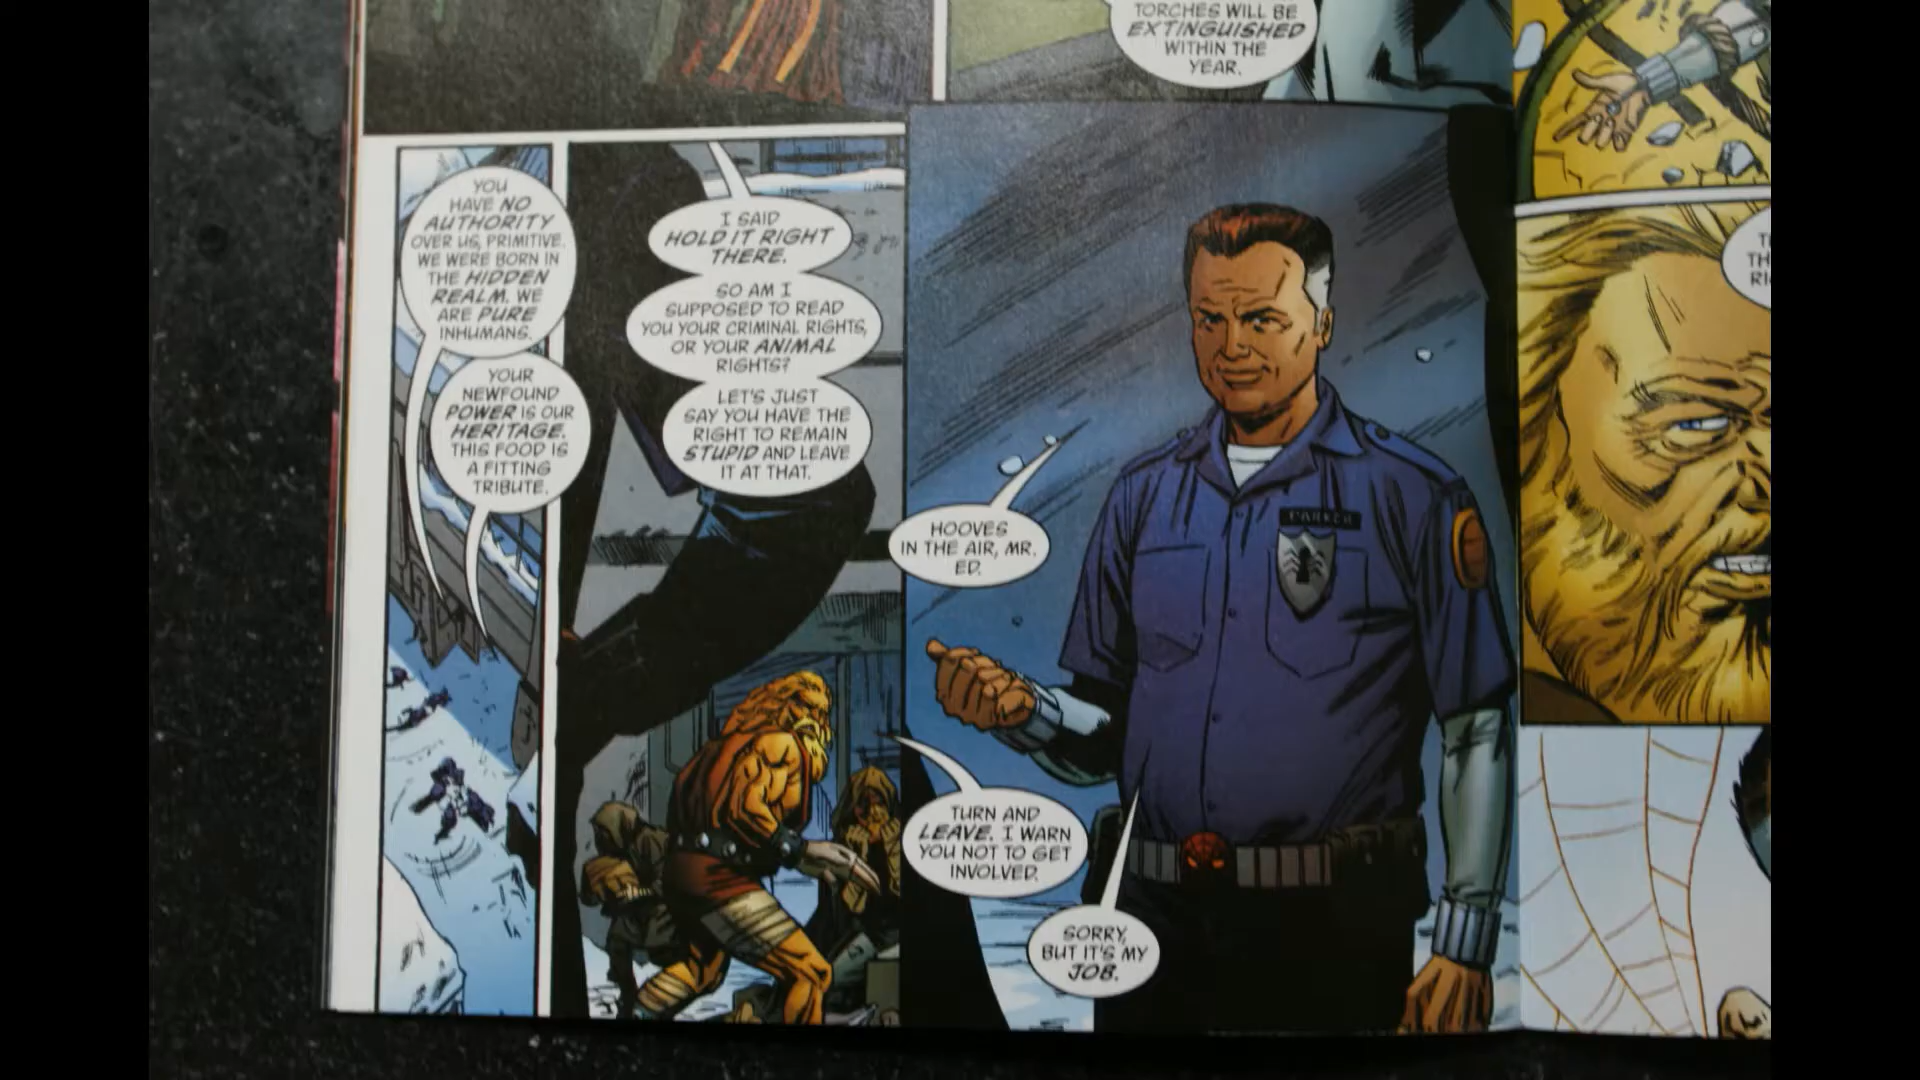 TORCHES WILL BE
EXTINGUISHED
WITHIN THE
YEAR.
YOU
HAVE NO
AUTHORITY
OVER US, PRIMITIVE.
WE WERE BORN IN
THE HIDDEN
REALM. WE
ARE PURE
INHUMANS.
YOUR
NEWFOUND
POWER IS OUR
HERITAGE.
THIS FOOD IS
A FITTING
TRIBUTE.
I SAID
HOLD IT RIGHT
THERE.
SO AM I
SUPPOSED TO READ
YOU YOUR CRIMINAL RIGHTS,
OR YOUR ANIMAL
RIGHTS?
LET'S JUST
SAY YOU HAVE THE
RIGHT TO REMAIN
STUPID AND LEAVE
IT AT THAT.
HOOVES
IN THE AIR, MR.
ED.
PARKER
TURN AND
LEAVE. I WARN
YOU NOT TO GET
INVOLVED.
SORRY,
BUT IT'S MY
JOB.